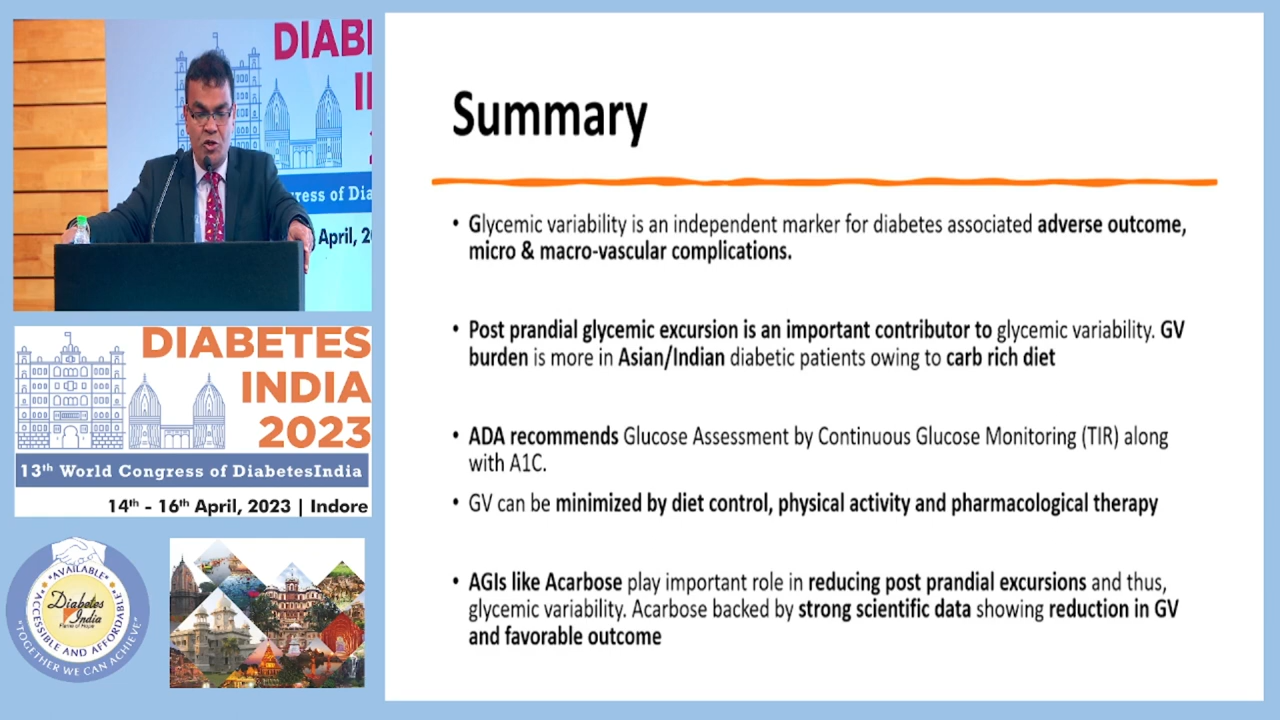 DIAB
I
ress of Dia
April, 2
DIABETES
INDIA
2023
13th World Congress of DiabetesIndia
14th - 16th April, 2023 | Indore
"AVAILABLE"
"ACCESSIBLE AND AFFORDABLE"
"TOGETHER WE CAN ACHIEVE"
Diabetes
India
Summary
• Glycemic variability is an independent marker for diabetes associated adverse outcome,
micro & macro-vascular complications.
• Post prandial glycemic excursion is an important contributor to glycemic variability. GV
burden is more in Asian/Indian diabetic patients owing to carb rich diet
• ADA recommends Glucose Assessment by Continuous Glucose Monitoring (TIR) along
with A1C.
• GV can be minimized by diet control, physical activity and pharmacological therapy
• AGIs like Acarbose play important role in reducing post prandial excursions and thus,
glycemic variability. Acarbose backed by strong scientific data showing reduction in GV
and favorable outcome